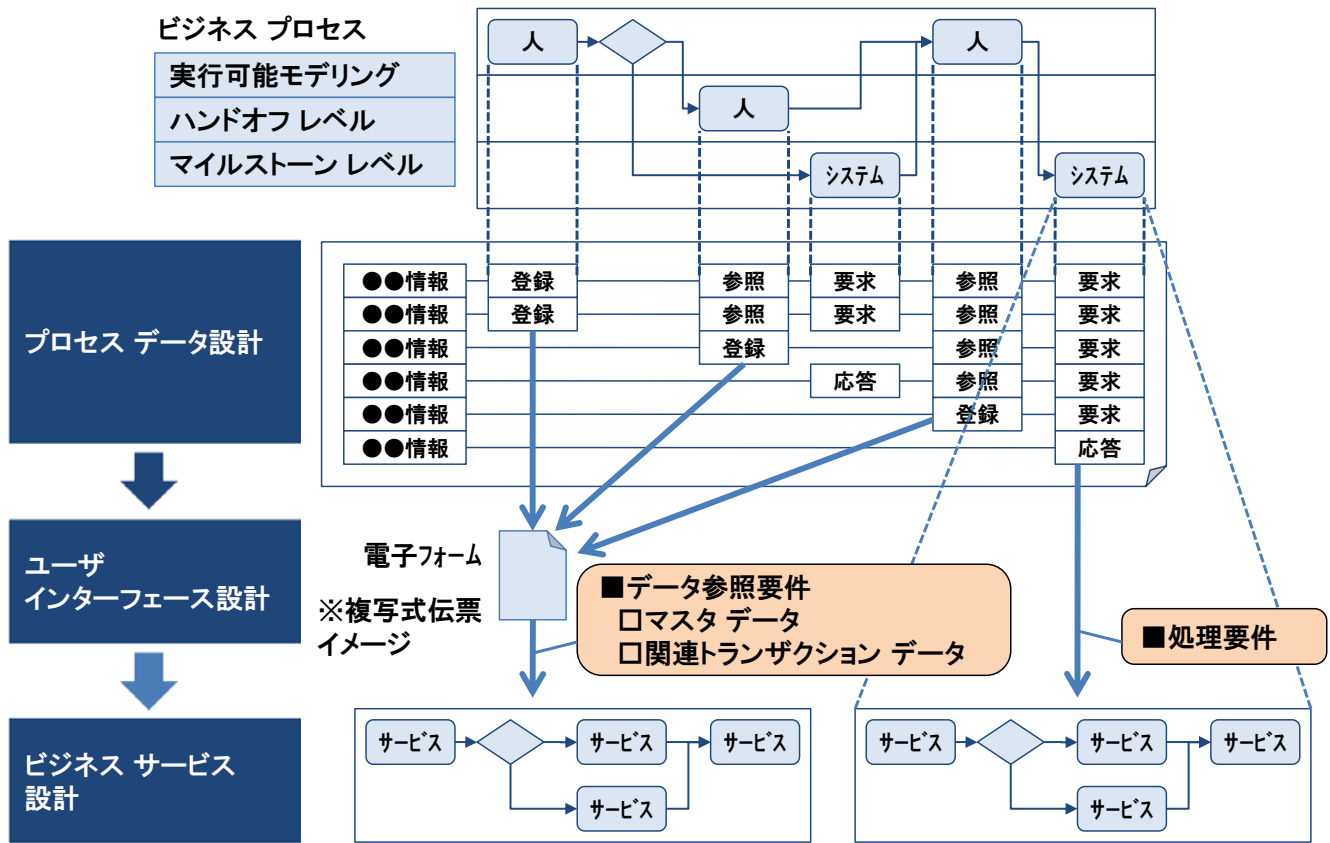 ビジネス プロセス
実行可能モデリング
ハンドオフ レベル
マイルストーン レベル
人
人
人
システム
システム
プロセス データ設計
●●情報 登録 参照 要求 参照 要求
●●情報 登録 参照 要求 参照 要求
●●情報 登録 参照 要求
●●情報 応答 参照 要求
●●情報 登録 要求
●●情報 応答
ユーザ
インターフェース設計
電子フォーム
※複写式伝票
イメージ
■データ参照要件
□マスタ データ
□関連トランザクション データ
■処理要件
ビジネス サービス
設計
サービス サービス サービス
サービス
サービス サービス サービス
サービス